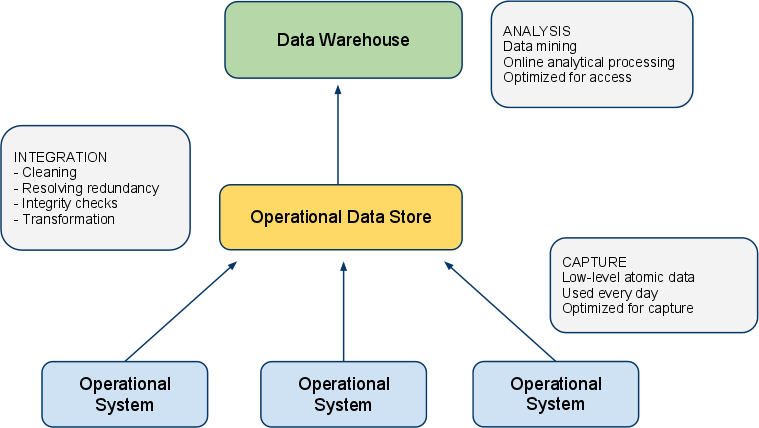 Data Warehouse
ANALYSIS
Data mining
Online analytical processing
Optimized for access
INTEGRATION
- Cleaning
- Resolving redundancy
- Integrity checks
- Transformation
Operational Data Store
CAPTURE
Low-level atomic data
Used every day
Optimized for capture
Operational
System
Operational
System
Operational
System